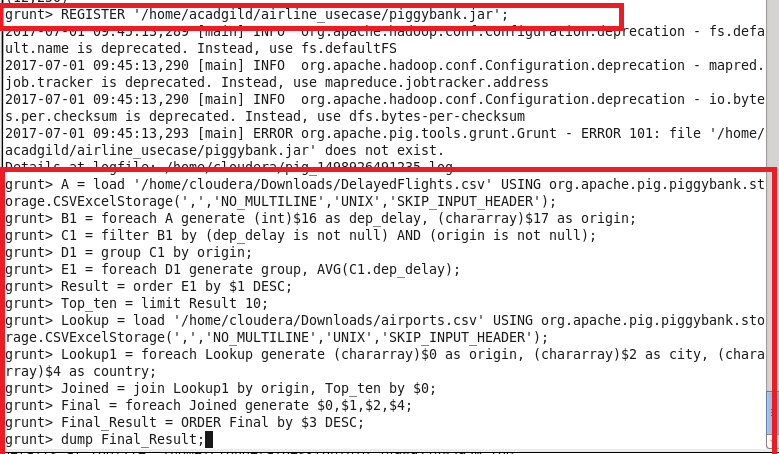 grunt> REGISTER '/home/acadgild/airline_usecase/piggybank.jar';
2017-07-01 09:45:13,289 [main] INFO  org.apache.hadoop.conf.Configuration.deprecation - fs.defa
ult.name is deprecated. Instead, use fs.defaultFS
2017-07-01 09:45:13,290 [main] INFO  org.apache.hadoop.conf.Configuration.deprecation - mapred.
job.tracker is deprecated. Instead, use mapreduce.jobtracker.address
2017-07-01 09:45:13,290 [main] INFO  org.apache.hadoop.conf.Configuration.deprecation - io.byte
s.per.checksum is deprecated. Instead, use dfs.bytes-per-checksum
2017-07-01 09:45:13,293 [main] ERROR org.apache.pig.tools.grunt.Grunt - ERROR 101: file '/home/
acadgild/airline_usecase/piggybank.jar' does not exist.
Details at logfile: /home/cloudera/pig_1498926491235.log
grunt> A = load '/home/cloudera/Downloads/DelayedFlights.csv' USING org.apache.pig.piggybank.st
orage.CSVExcelStorage(',','NO_MULTILINE','UNIX','SKIP_INPUT_HEADER');
grunt> B1 = foreach A generate (int)$16 as dep_delay, (chararray)$17 as origin;
grunt> C1 = filter B1 by (dep_delay is not null) AND (origin is not null);
grunt> D1 = group C1 by origin;
grunt> E1 = foreach D1 generate group, AVG(C1.dep_delay);
grunt> Result = order E1 by $1 DESC;
grunt> Top_ten = limit Result 10;
grunt> Lookup = load '/home/cloudera/Downloads/airports.csv' USING org.apache.pig.piggybank.sto
rage.CSVExcelStorage(',','NO_MULTILINE','UNIX','SKIP_INPUT_HEADER');
grunt> Lookup1 = foreach Lookup generate (chararray)$0 as origin, (chararray)$2 as city, (chara
rray)$4 as country;
grunt> Joined = join Lookup1 by origin, Top_ten by $0;
grunt> Final = foreach Joined generate $0,$1,$2,$4;
grunt> Final_Result = ORDER Final by $3 DESC;
grunt> dump Final_Result;